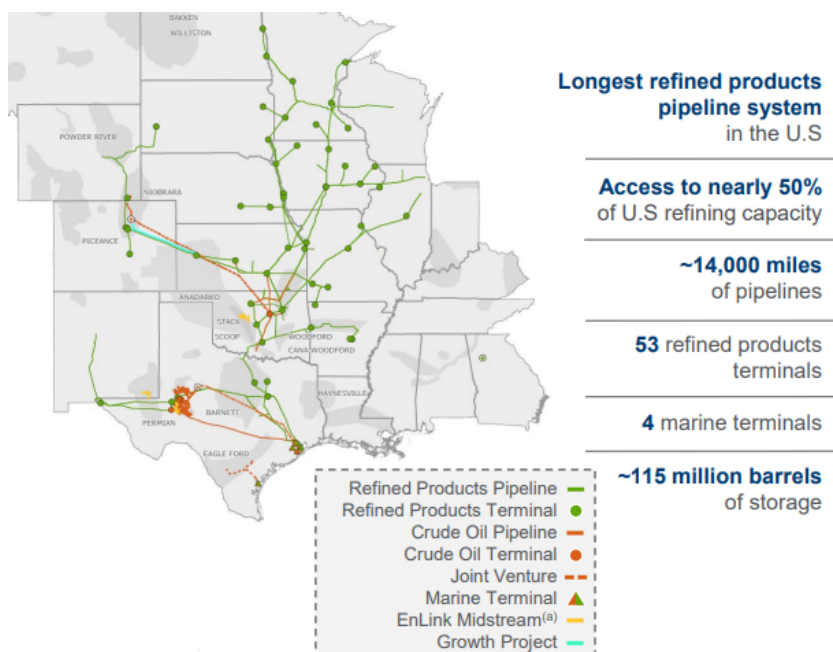 BAKKEN
WILLISTON
POWDER RIVER
NIOBRARA
PICEANCE
ANADARKO
STACK
SCOOP
WOODFORD
CANA WOODFORD
HAYNESVILLE
BARNETT
PERMIAN
EAGLE FORD
Longest refined products
pipeline system
in the U.S
Access to nearly 50%
of U.S refining capacity
~14,000 miles
of pipelines
53 refined products
terminals
4 marine terminals
~115 million barrels
of storage
Refined Products Pipeline
Refined Products Terminal
Crude Oil Pipeline
Crude Oil Terminal
Joint Venture
Marine Terminal
EnLink Midstream(a)
Growth Project